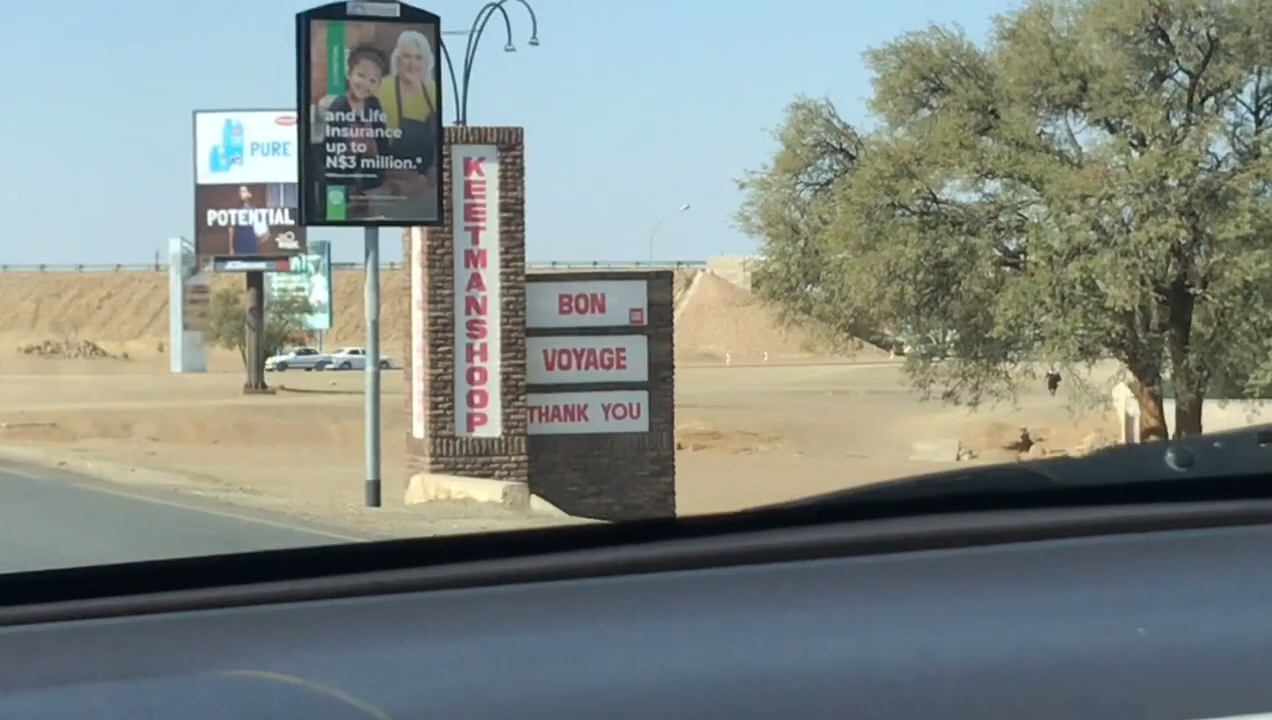 PURE
POTENTIAL
and Life
Insurance
up to
N$3 million.*
KEETMANSHOOP
BON
VOYAGE
THANK YOU